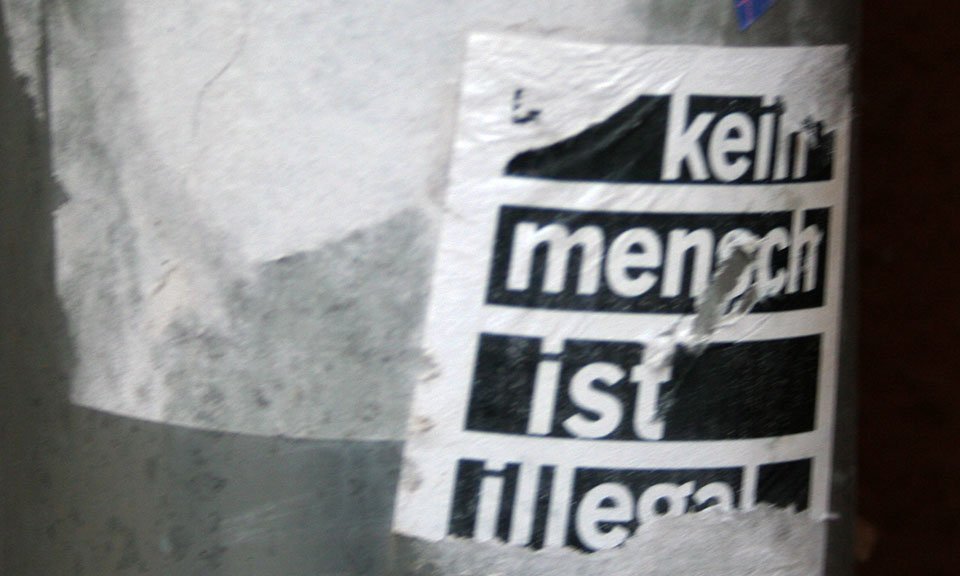 kein
mensch
ist
illegal